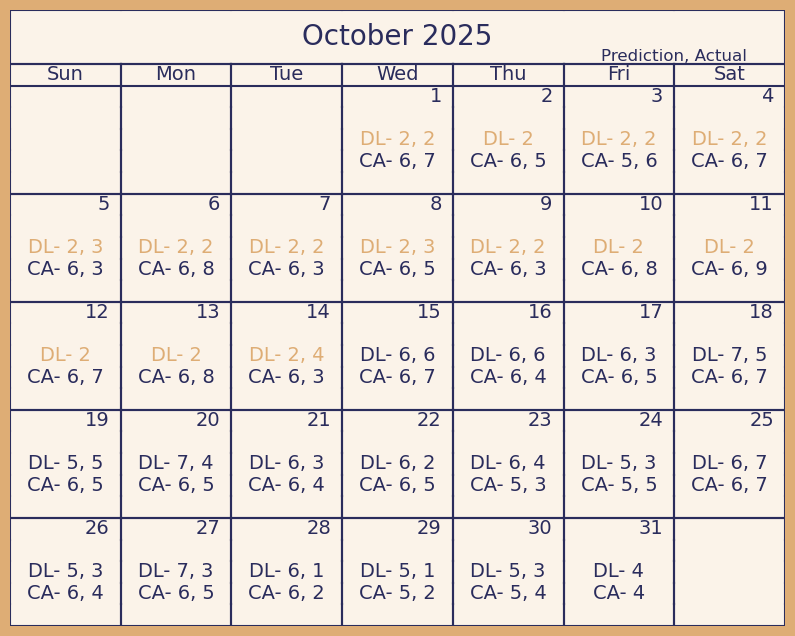 October 2025
Prediction, Actual
Sun Mon Tue Wed Thu Fri Sat
1 2 3 4
DL- 2, 2 DL- 2 DL- 2, 2 DL- 2, 2
CA- 6, 7 CA- 6, 5 CA- 5, 6 CA- 6, 7
5 6 7 8 9 10 11
DL- 2, 3 DL- 2, 2 DL- 2, 2 DL- 2, 3 DL- 2, 2 DL- 2 DL- 2
CA- 6, 3 CA- 6, 8 CA- 6, 3 CA- 6, 5 CA- 6, 3 CA- 6, 8 CA- 6, 9
12 13 14 15 16 17 18
DL- 2 DL- 2 DL- 2, 4 DL- 6, 6 DL- 6, 6 DL- 6, 3 DL- 7, 5
CA- 6, 7 CA- 6, 8 CA- 6, 3 CA- 6, 7 CA- 6, 4 CA- 6, 5 CA- 6, 7
19 20 21 22 23 24 25
DL- 5, 5 DL- 7, 4 DL- 6, 3 DL- 6, 2 DL- 6, 4 DL- 5, 3 DL- 6, 7
CA- 6, 5 CA- 6, 5 CA- 6, 4 CA- 6, 5 CA- 5, 3 CA- 5, 5 CA- 6, 7
26 27 28 29 30 31
DL- 5, 3 DL- 7, 3 DL- 6, 1 DL- 5, 1 DL- 5, 3 DL- 4
CA- 6, 4 CA- 6, 5 CA- 6, 2 CA- 5, 2 CA- 5, 4 CA- 4